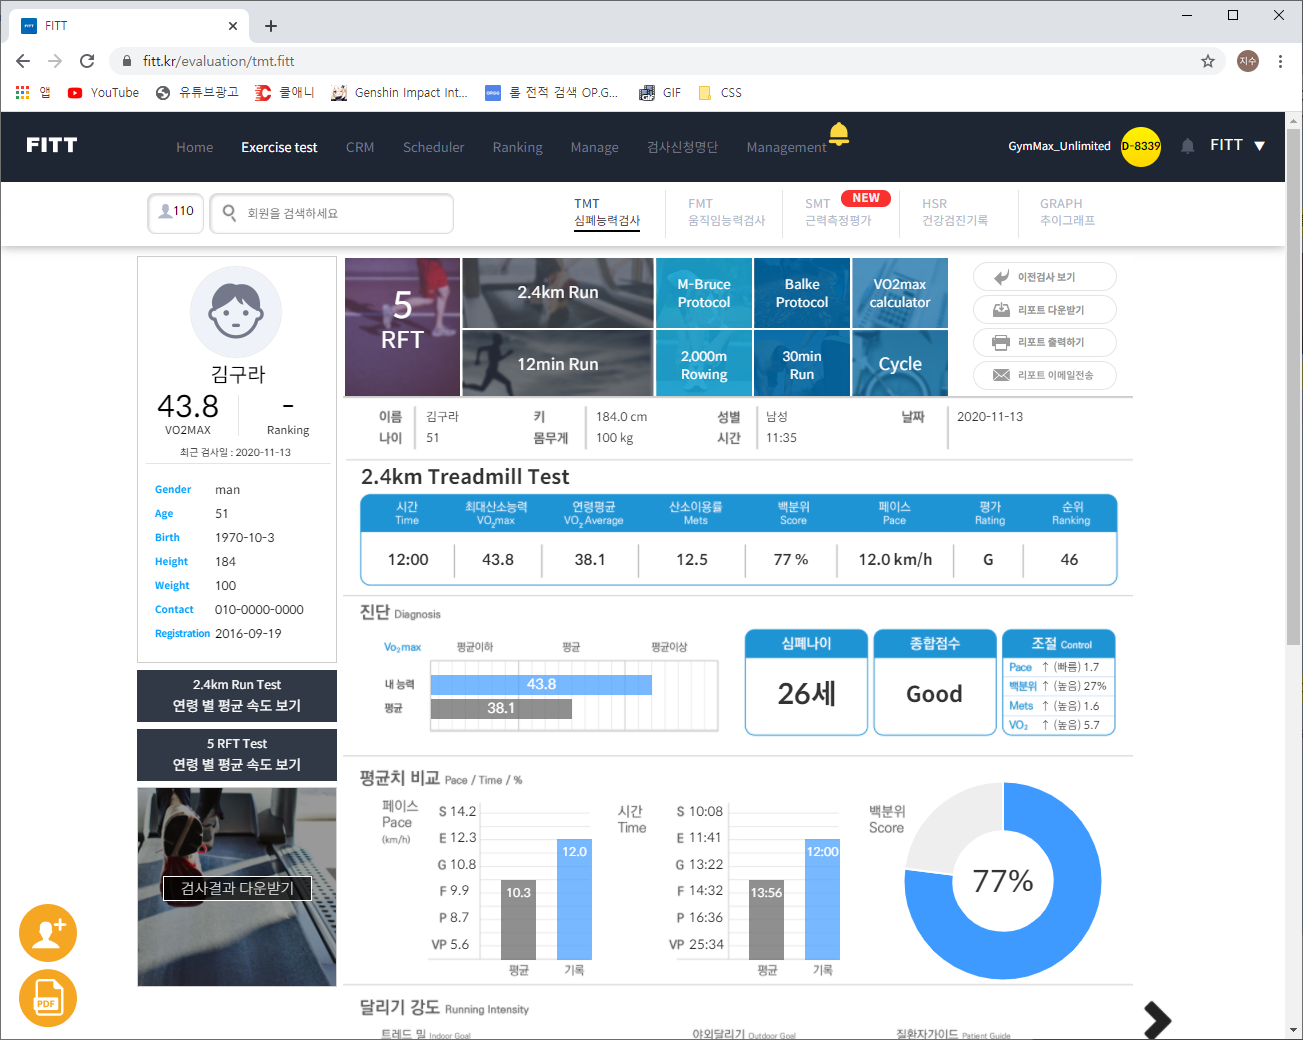 FITT
fitt.kr/evaluation/tmt.fitt
지수
앱
YouTube
유튜브광고
쿨애니
Genshin Impact Int...
롤 전적 검색 OP.G...
GIF
CSS
FITT
Home
Exercise test
CRM
Scheduler
Ranking
Manage
검사신청명단
Management
GymMax_Unlimited
D-8339
FITT ▼
110
회원을 검색하세요
TMT
심폐능력검사
FMT
움직임능력검사
SMT
NEW
근력측정평가
HSR
건강검진기록
GRAPH
추이그래프
김구라
43.8
VO2MAX
-
Ranking
최근 검사일 : 2020-11-13
Gender man
Age 51
Birth 1970-10-3
Height 184
Weight 100
Contact 010-0000-0000
Registration 2016-09-19
2.4km Run Test
연령 별 평균 속도 보기
5 RFT Test
연령 별 평균 속도 보기
검사결과 다운받기
PDF
5
RFT
2.4km Run
12min Run
M-Bruce
Protocol
Balke
Protocol
VO2max
calculator
2,000m
Rowing
30min
Run
Cycle
이전검사 보기
리포트 다운받기
리포트 출력하기
리포트 이메일전송
이름 김구라 키 184.0 cm 성별 남성 날짜 2020-11-13
나이 51 몸무게 100 kg 시간 11:35
2.4km Treadmill Test
시간 최대산소능력 연령평균 산소이용률 백분위 페이스 평가 순위
Time VO2max VO2 Average Mets Score Pace Rating Ranking
12:00 43.8 38.1 12.5 77 % 12.0 km/h G 46
진단 Diagnosis
Vo2max 평균이하 평균 평균이상
내 능력 43.8
평균 38.1
심폐나이
26세
종합점수
Good
조절 Control
Pace ↑ (빠름) 1.7
백분위 ↑ (높음) 27%
Mets ↑ (높음) 1.6
VO2 ↑ (높음) 5.7
평균치 비교 Pace / Time / %
페이스
Pace
(km/h)
S 14.2
E 12.3
G 10.8
F 9.9
P 8.7
VP 5.6
10.3
12.0
평균 기록
시간
Time
S 10:08
E 11:41
G 13:22
F 14:32
P 16:36
VP 25:34
13:56
12:00
평균 기록
백분위
Score
77%
달리기 강도 Running Intensity
트레드 밀 Indoor Goal
야외달리기 Outdoor Goal
질환자가이드 Patient Guide